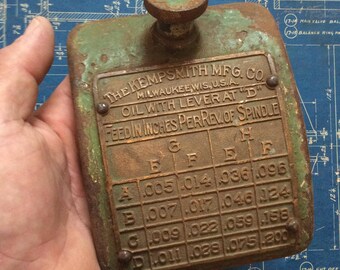 THE KEMPSMITH MFG. CO.
MILWAUKEE, WIS., U.S.A.
OIL WITH LEVER AT "D"
FEED IN INCHES PER REV. OF SPINDLE
G H
E F E F
A .005 .014 .036 .096
B .007 .017 .046 .124
C .009 .022 .059 .158
D .011 .028 .075